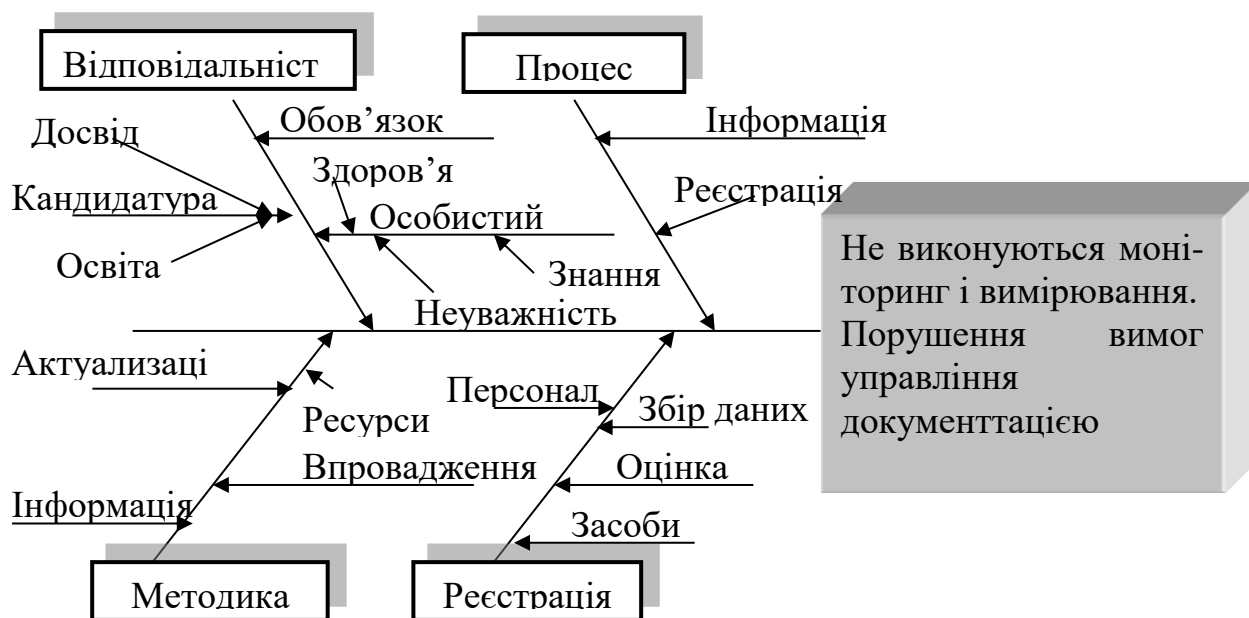 Відповідальніст
Процес
Обов’язок
Інформація
Досвід
Здоров’я
Кандидатура
Реєстрація
Особистий
Освіта
Знання
Неуважність
Не виконуються моні-
торинг і вимірювання.
Порушення вимог
управління
документтацією
Актуализаці
Персонал
Збір даних
Ресурси
Впровадження
Оцінка
Інформація
Засоби
Методика
Реєстрація